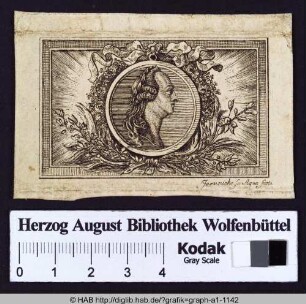 Herzog August Bibliothek Wolfenbüttel
Kodak
Gray Scale
0 1 2 3 4
© HAB http://diglib.hab.de/?grafik=graph-a1-1142